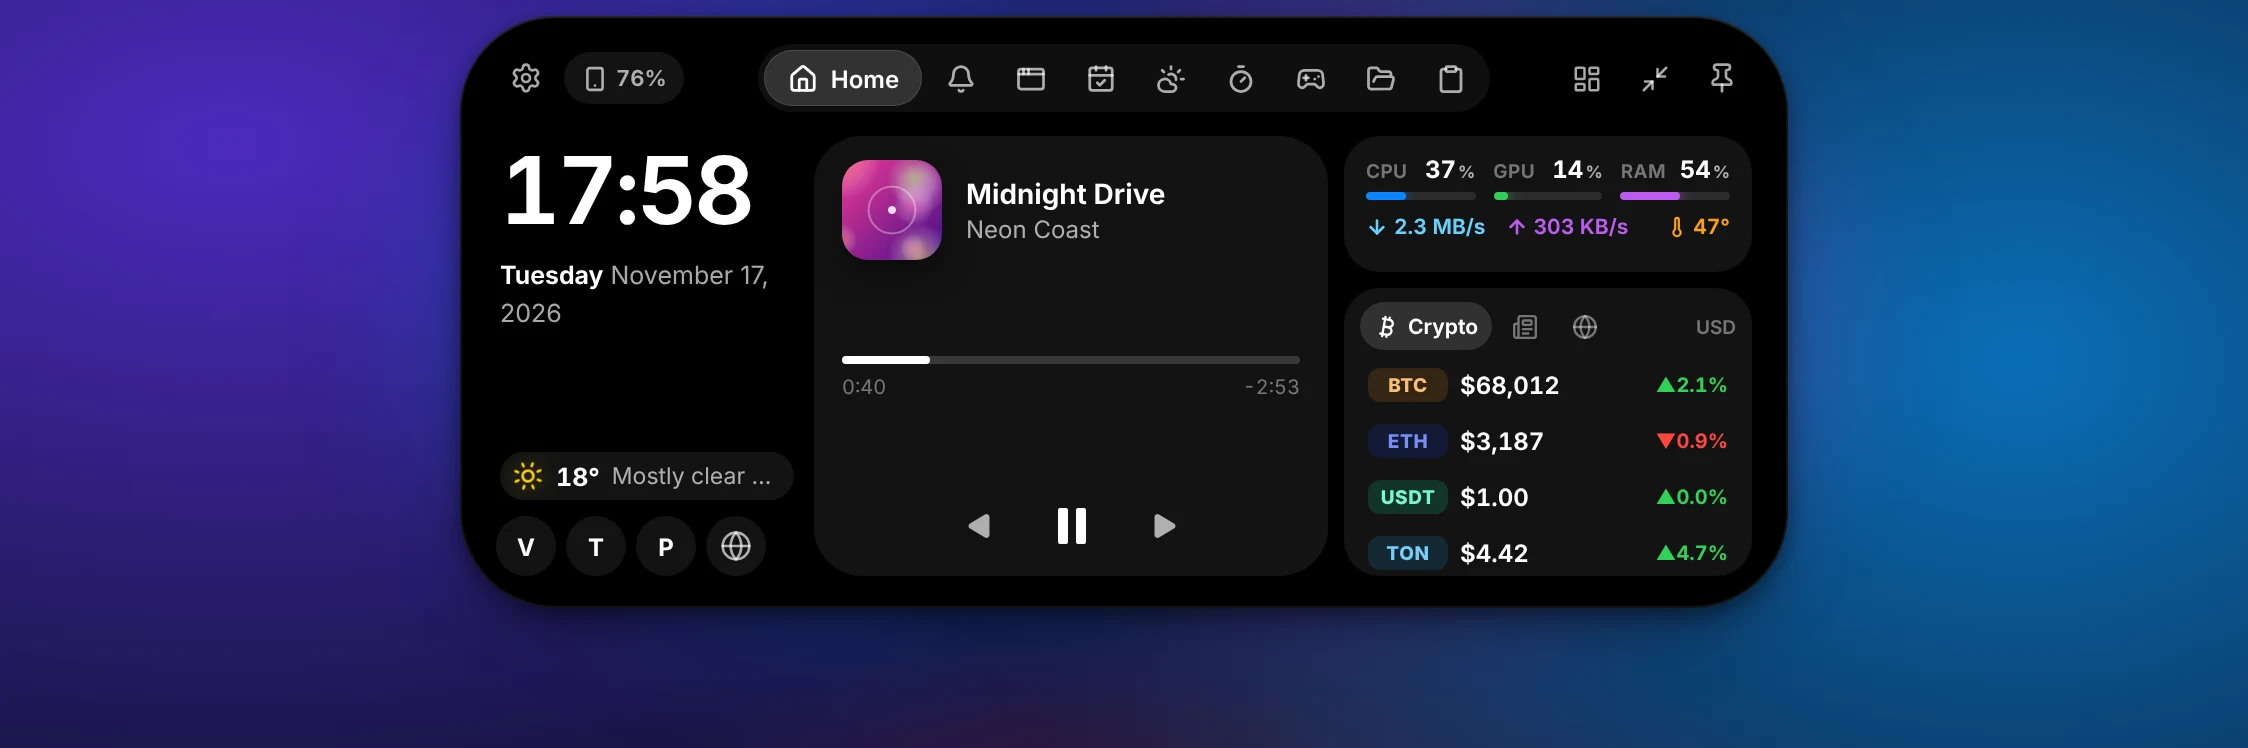 76%
Home
17:58
Tuesday November 17,
2026
18° Mostly clear ...
V T P
Midnight Drive
Neon Coast
0:40 -2:53
CPU 37% GPU 14% RAM 54%
2.3 MB/s 303 KB/s 47°
Crypto USD
BTC $68,012 ▲2.1%
ETH $3,187 ▼0.9%
USDT $1.00 ▲0.0%
TON $4.42 ▲4.7%